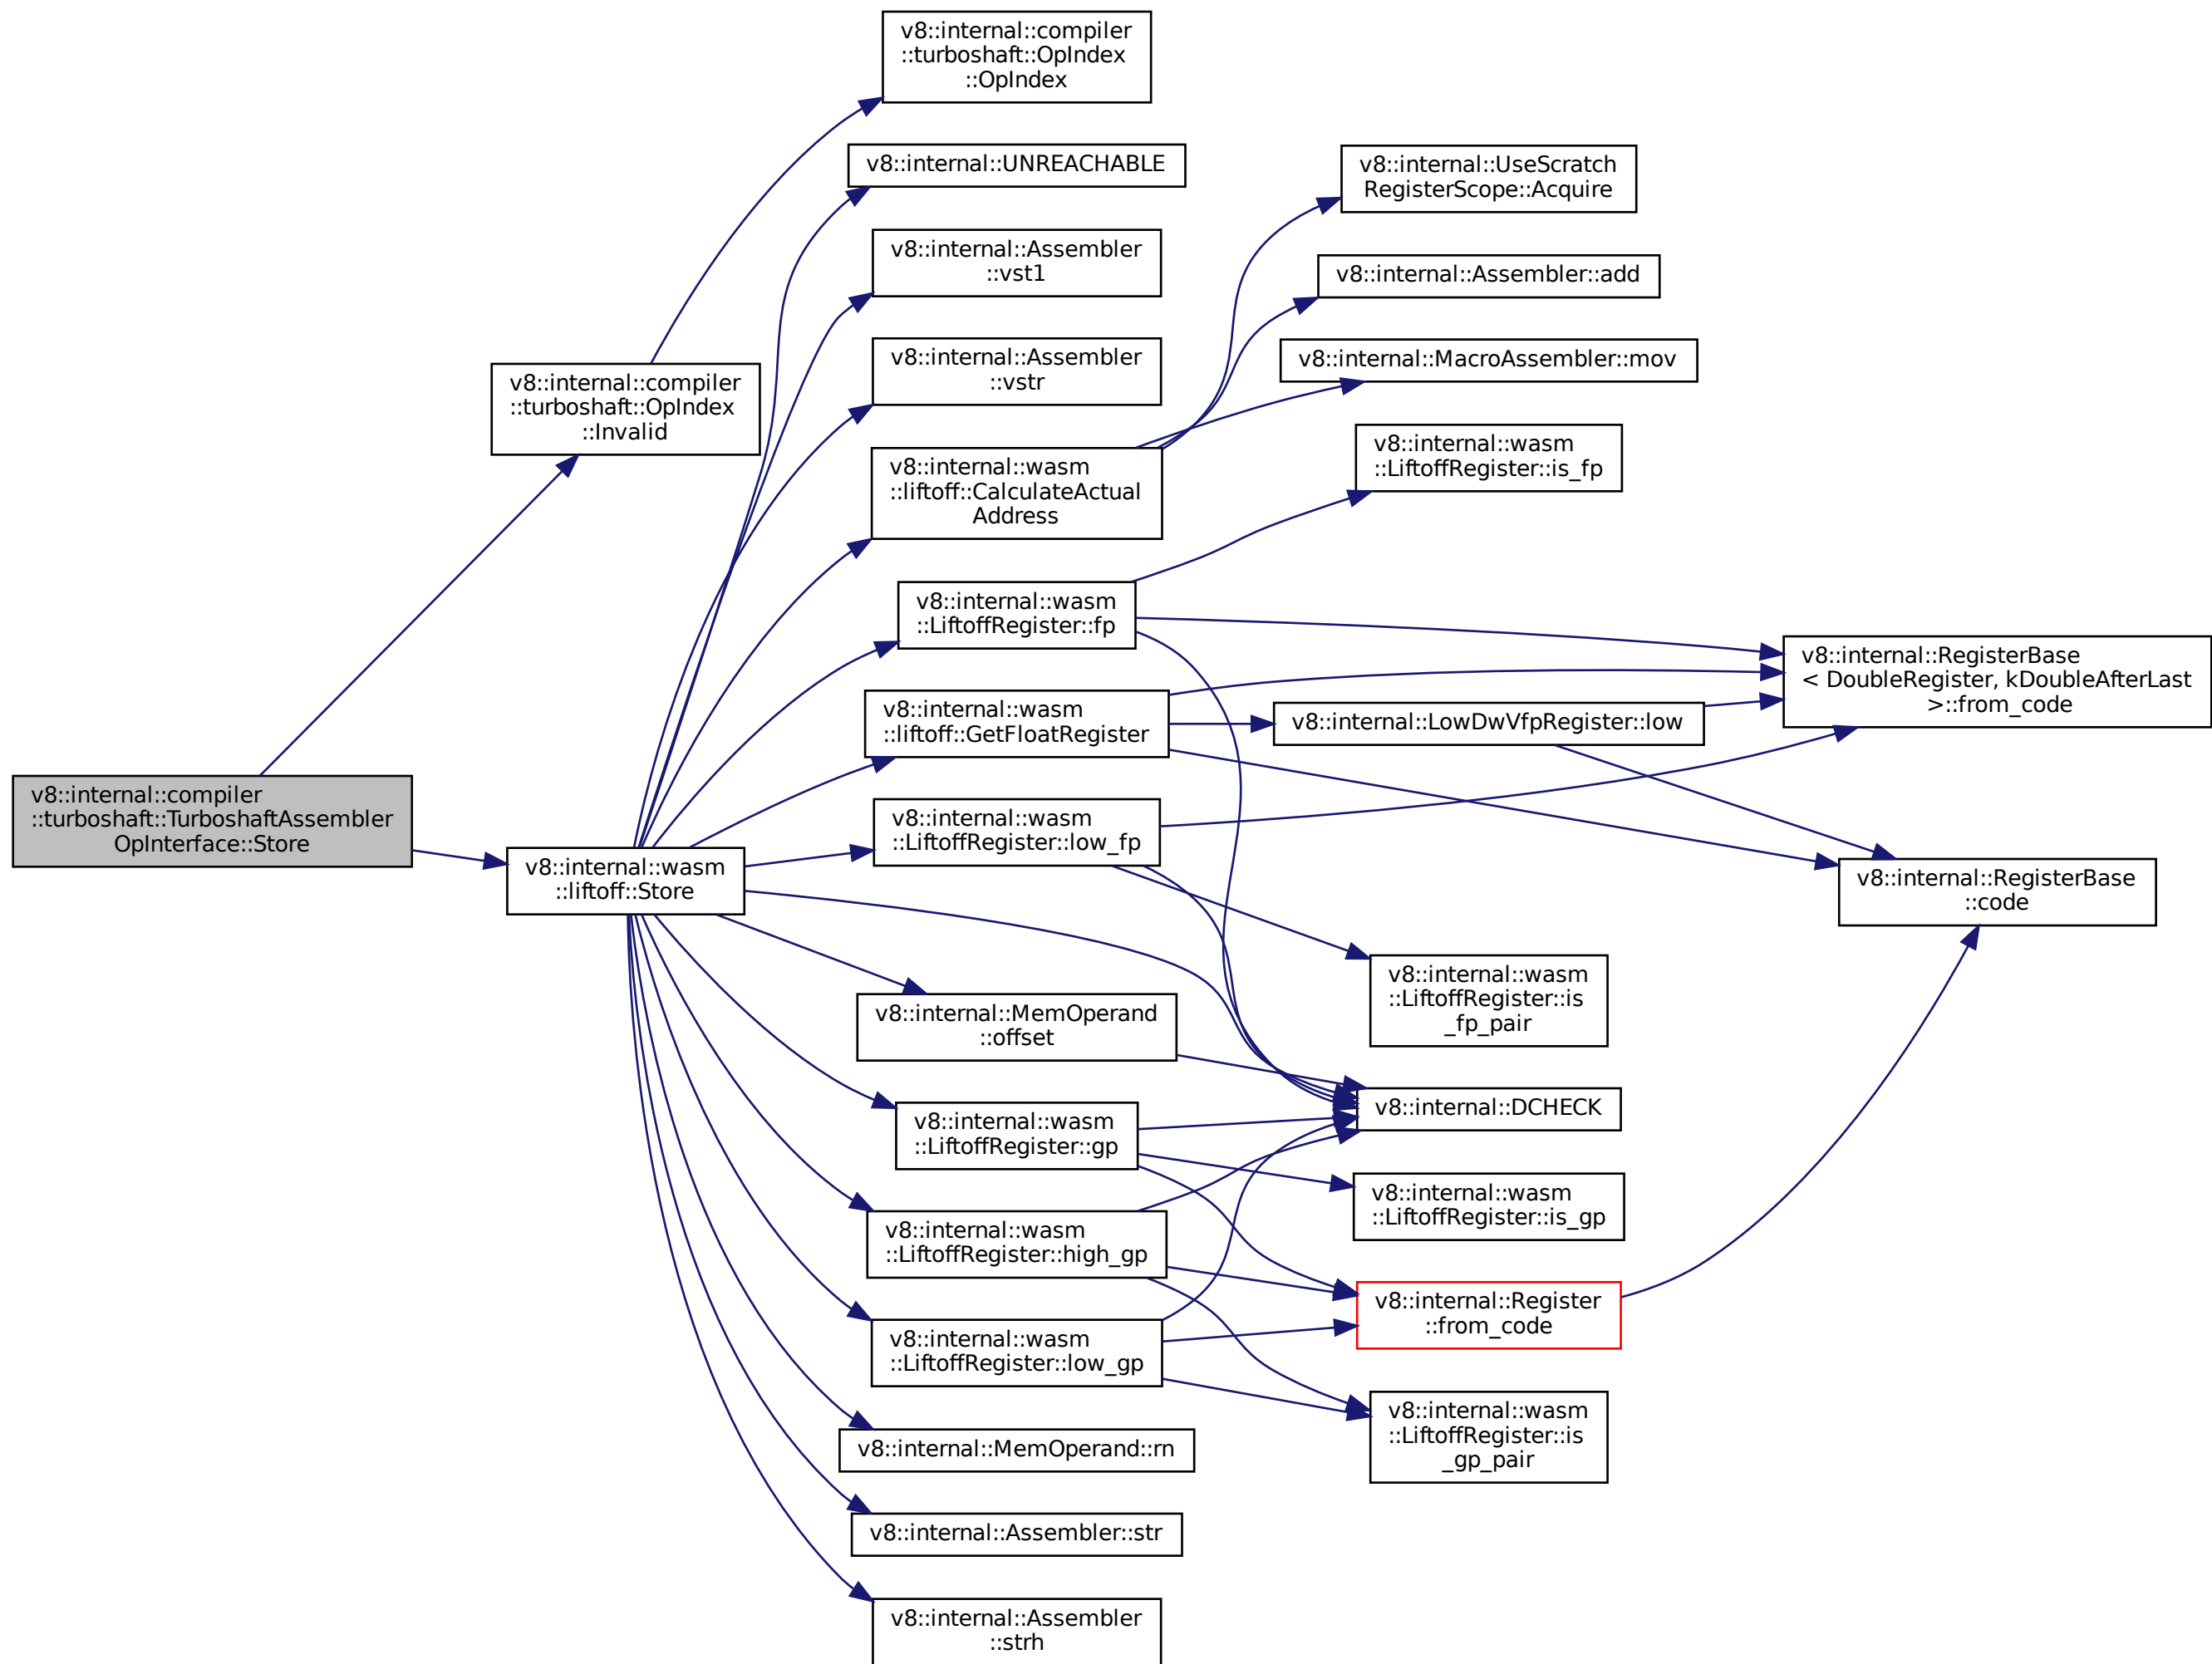 v8::internal::compiler
::turboshaft::TurboshaftAssembler
OpInterface::Store
v8::internal::compiler
::turboshaft::OpIndex
::Invalid
v8::internal::wasm
::liftoff::Store
v8::internal::compiler
::turboshaft::OpIndex
::OpIndex
v8::internal::UNREACHABLE
v8::internal::Assembler
::vst1
v8::internal::Assembler
::vstr
v8::internal::wasm
::liftoff::CalculateActual
Address
v8::internal::wasm
::LiftoffRegister::fp
v8::internal::wasm
::liftoff::GetFloatRegister
v8::internal::wasm
::LiftoffRegister::low_fp
v8::internal::MemOperand
::offset
v8::internal::wasm
::LiftoffRegister::gp
v8::internal::wasm
::LiftoffRegister::high_gp
v8::internal::wasm
::LiftoffRegister::low_gp
v8::internal::MemOperand::rn
v8::internal::Assembler::str
v8::internal::Assembler
::strh
v8::internal::UseScratch
RegisterScope::Acquire
v8::internal::Assembler::add
v8::internal::MacroAssembler::mov
v8::internal::wasm
::LiftoffRegister::is_fp
v8::internal::LowDwVfpRegister::low
v8::internal::wasm
::LiftoffRegister::is
_fp_pair
v8::internal::DCHECK
v8::internal::wasm
::LiftoffRegister::is_gp
v8::internal::Register
::from_code
v8::internal::wasm
::LiftoffRegister::is
_gp_pair
v8::internal::RegisterBase
< DoubleRegister, kDoubleAfterLast
>::from_code
v8::internal::RegisterBase
::code